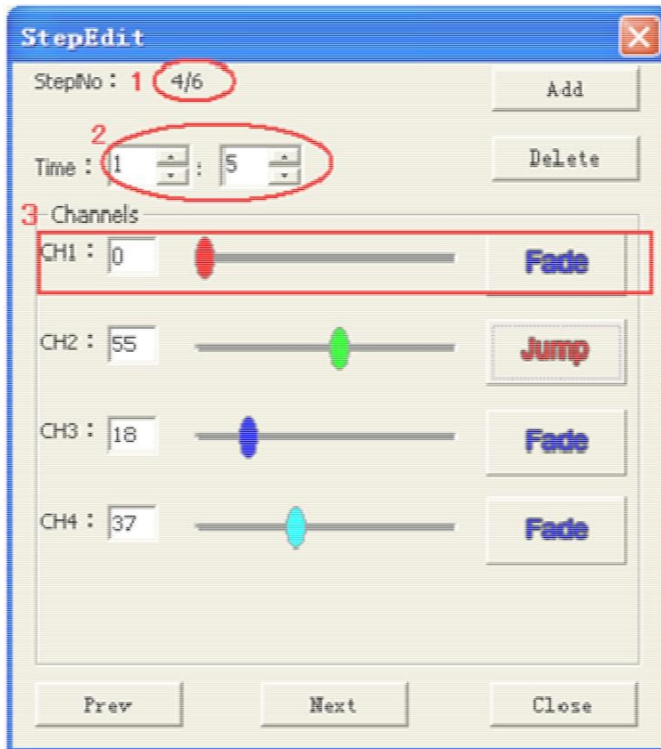 StepEdit
StepNo： 1 4/6
Add
2
Time： 1 : 5
Delete
3 Channels
CH1： 0 Fade
CH2： 55 Jump
CH3： 18 Fade
CH4： 37 Fade
Prev Next Close